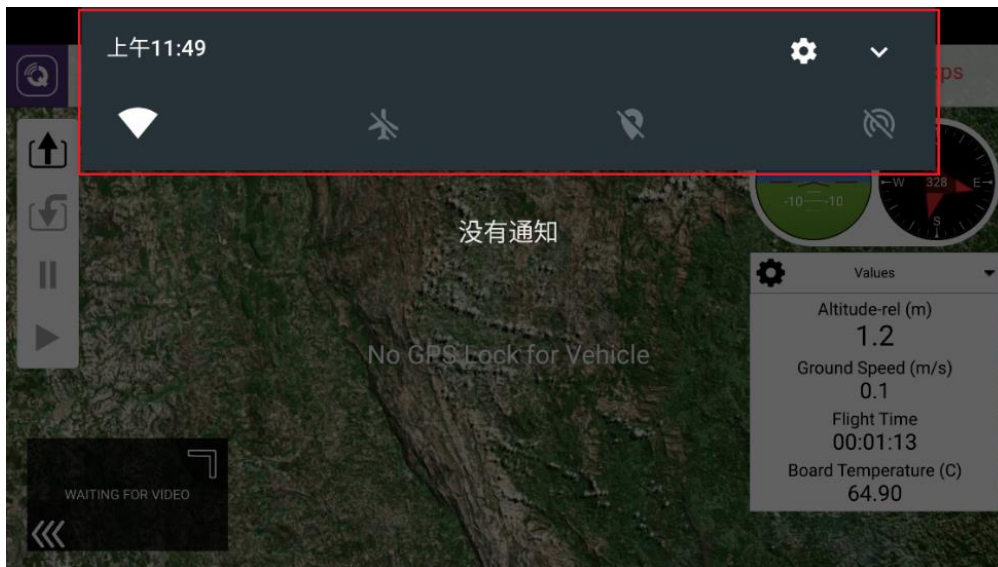 上午11:49
ps
W 328 E
-10 -10
S
没有通知
Values
Altitude-rel (m)
1.2
No GPS Lock for Vehicle
Ground Speed (m/s)
0.1
Flight Time
00:01:13
Board Temperature (C)
64.90
WAITING FOR VIDEO